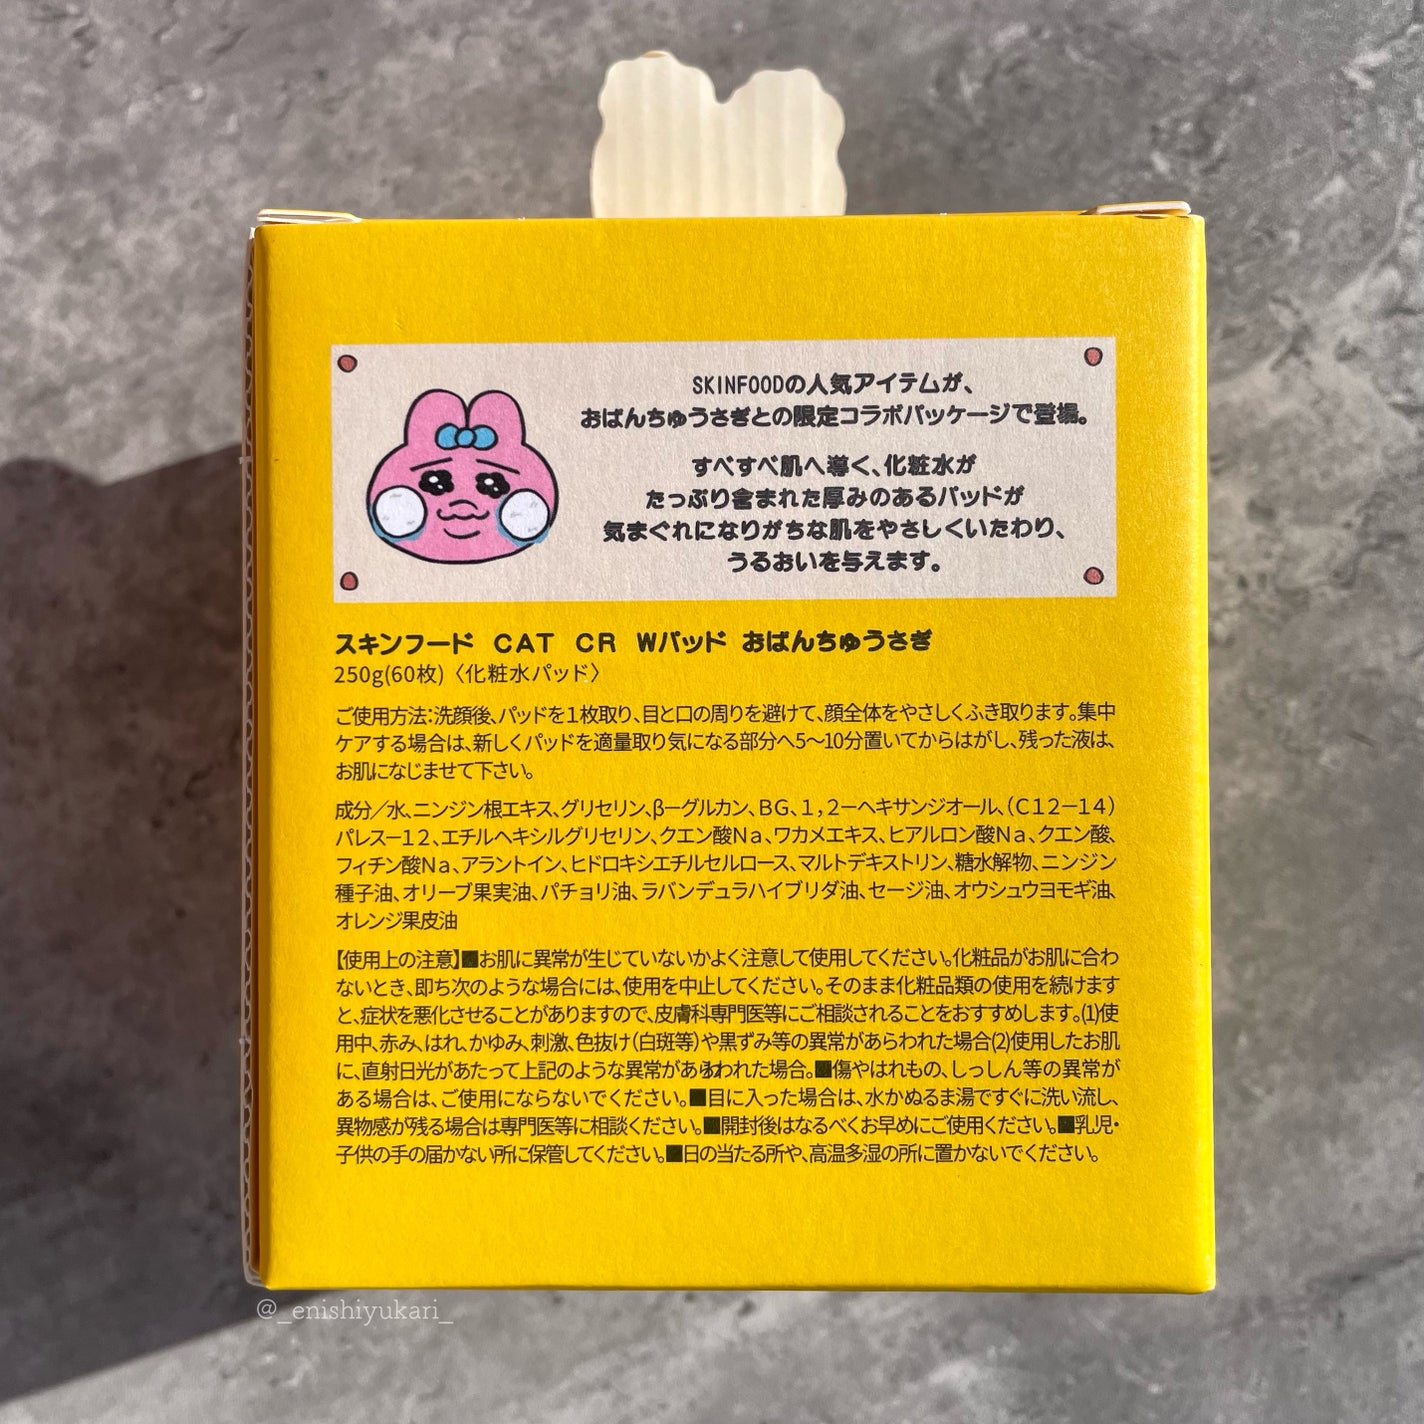 SKINFOODの人気アイテムが、
おぱんちゅうさぎとの限定コラボパッケージで登場。
すべすべ肌へ導く、化粧水が
たっぷり含まれた厚みのあるパッドが
気まぐれになりがちな肌をやさしくいたわり、
うるおいを与えます。
スキンフード CAT CR Wパッド おぱんちゅうさぎ
250g(60枚)〈化粧水パッド〉
ご使用方法:洗顔後、パッドを1枚取り、目と口の周りを避けて、顔全体をやさしくふき取ります。集中
ケアする場合は、新しくパッドを適量取り気になる部分へ5〜10分置いてからはがし、残った液は、
お肌になじませて下さい。
成分/水、ニンジン根エキス、グリセリン、β-グルカン、BG、1,2-ヘキサンジオール、(C12-14)
パレス-12、エチルヘキシルグリセリン、クエン酸Na、ワカメエキス、ヒアルロン酸Na、クエン酸、
フィチン酸Na、アラントイン、ヒドロキシエチルセルロース、マルトデキストリン、糖水解物、ニンジン
種子油、オリーブ果実油、パチョリ油、ラバンデュラハイブリダ油、セージ油、オウシュウヨモギ油、
オレンジ果皮油
【使用上の注意】■お肌に異常が生じていないかよく注意して使用してください。化粧品がお肌に合わ
ないとき、即ち次のような場合には、使用を中止してください。そのまま化粧品類の使用を続けます
と、症状を悪化させることがありますので、皮膚科専門医等にご相談されることをおすすめします。(1)使
用中、赤み、はれ、かゆみ、刺激、色抜け(白斑等)や黒ずみ等の異常があらわれた場合(2)使用したお肌
に、直射日光があたって上記のような異常があらわれた場合。■傷やはれもの、しっしん等の異常が
ある場合は、ご使用にならないでください。■目に入った場合は、水かぬるま湯ですぐに洗い流し、
異物感が残る場合は専門医等に相談ください。■開封後はなるべくお早めにご使用ください。■乳児・
子供の手の届かない所に保管してください。■日の当たる所や、高温多湿の所に置かないでください。
@_enishiyukari_